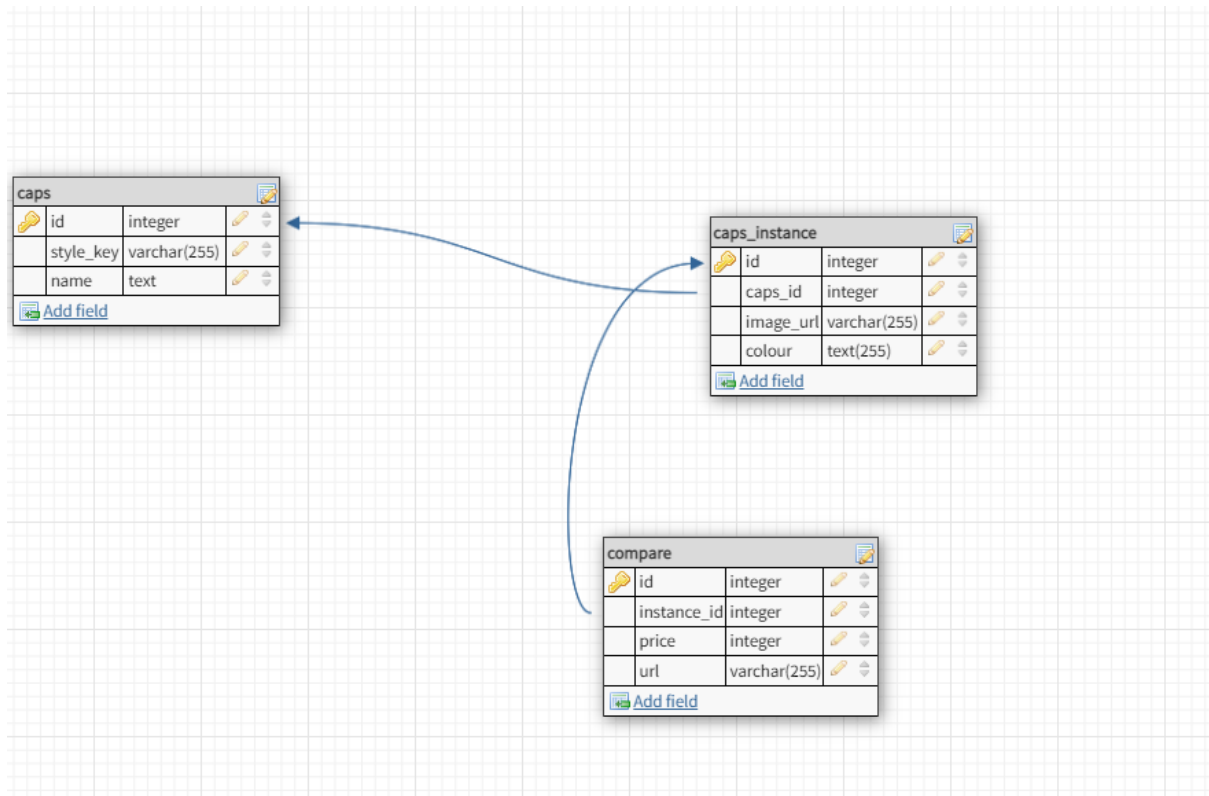 caps
id integer
style_key varchar(255)
name text
Add field
caps_instance
id integer
caps_id integer
image_url varchar(255)
colour text(255)
Add field
compare
id integer
instance_id integer
price integer
url varchar(255)
Add field